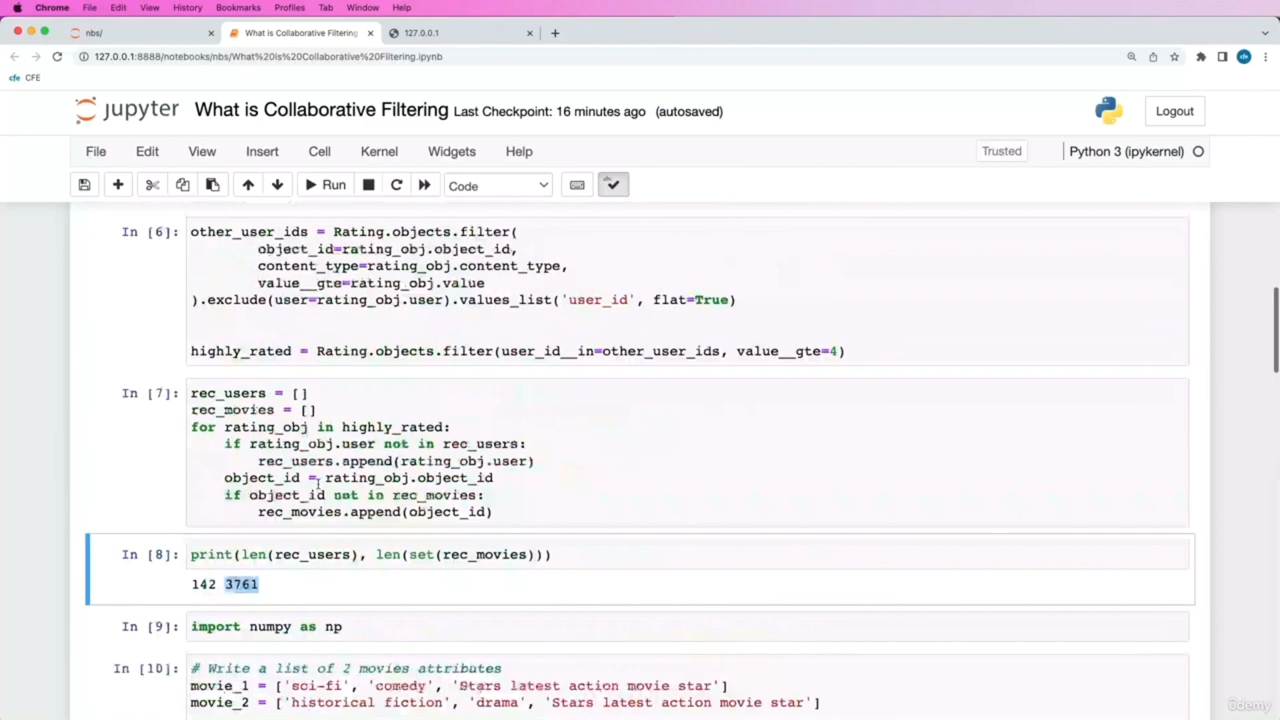 Chrome File Edit View History Bookmarks Profiles Tab Window Help
nbs/ What is Collaborative Filtering 127.0.0.1
127.0.0.1:8888/notebooks/nbs/What%20is%20Collaborative%20Filtering.ipynb
cfe CFE
jupyter What is Collaborative Filtering Last Checkpoint: 16 minutes ago (autosaved) Logout
File Edit View Insert Cell Kernel Widgets Help Trusted Python 3 (ipykernel)
Run Code
In [6]: other_user_ids = Rating.objects.filter(
object_id=rating_obj.object_id,
content_type=rating_obj.content_type,
value__gte=rating_obj.value
).exclude(user=rating_obj.user).values_list('user_id', flat=True)
highly_rated = Rating.objects.filter(user_id__in=other_user_ids, value__gte=4)
In [7]: rec_users = []
rec_movies = []
for rating_obj in highly_rated:
if rating_obj.user not in rec_users:
rec_users.append(rating_obj.user)
object_id = rating_obj.object_id
if object_id not in rec_movies:
rec_movies.append(object_id)
In [8]: print(len(rec_users), len(set(rec_movies)))
142 3761
In [9]: import numpy as np
In [10]: # Write a list of 2 movies attributes
movie_1 = ['sci-fi', 'comedy', 'Stars latest action movie star']
movie_2 = ['historical fiction', 'drama', 'Stars latest action movie star']
ûdemy